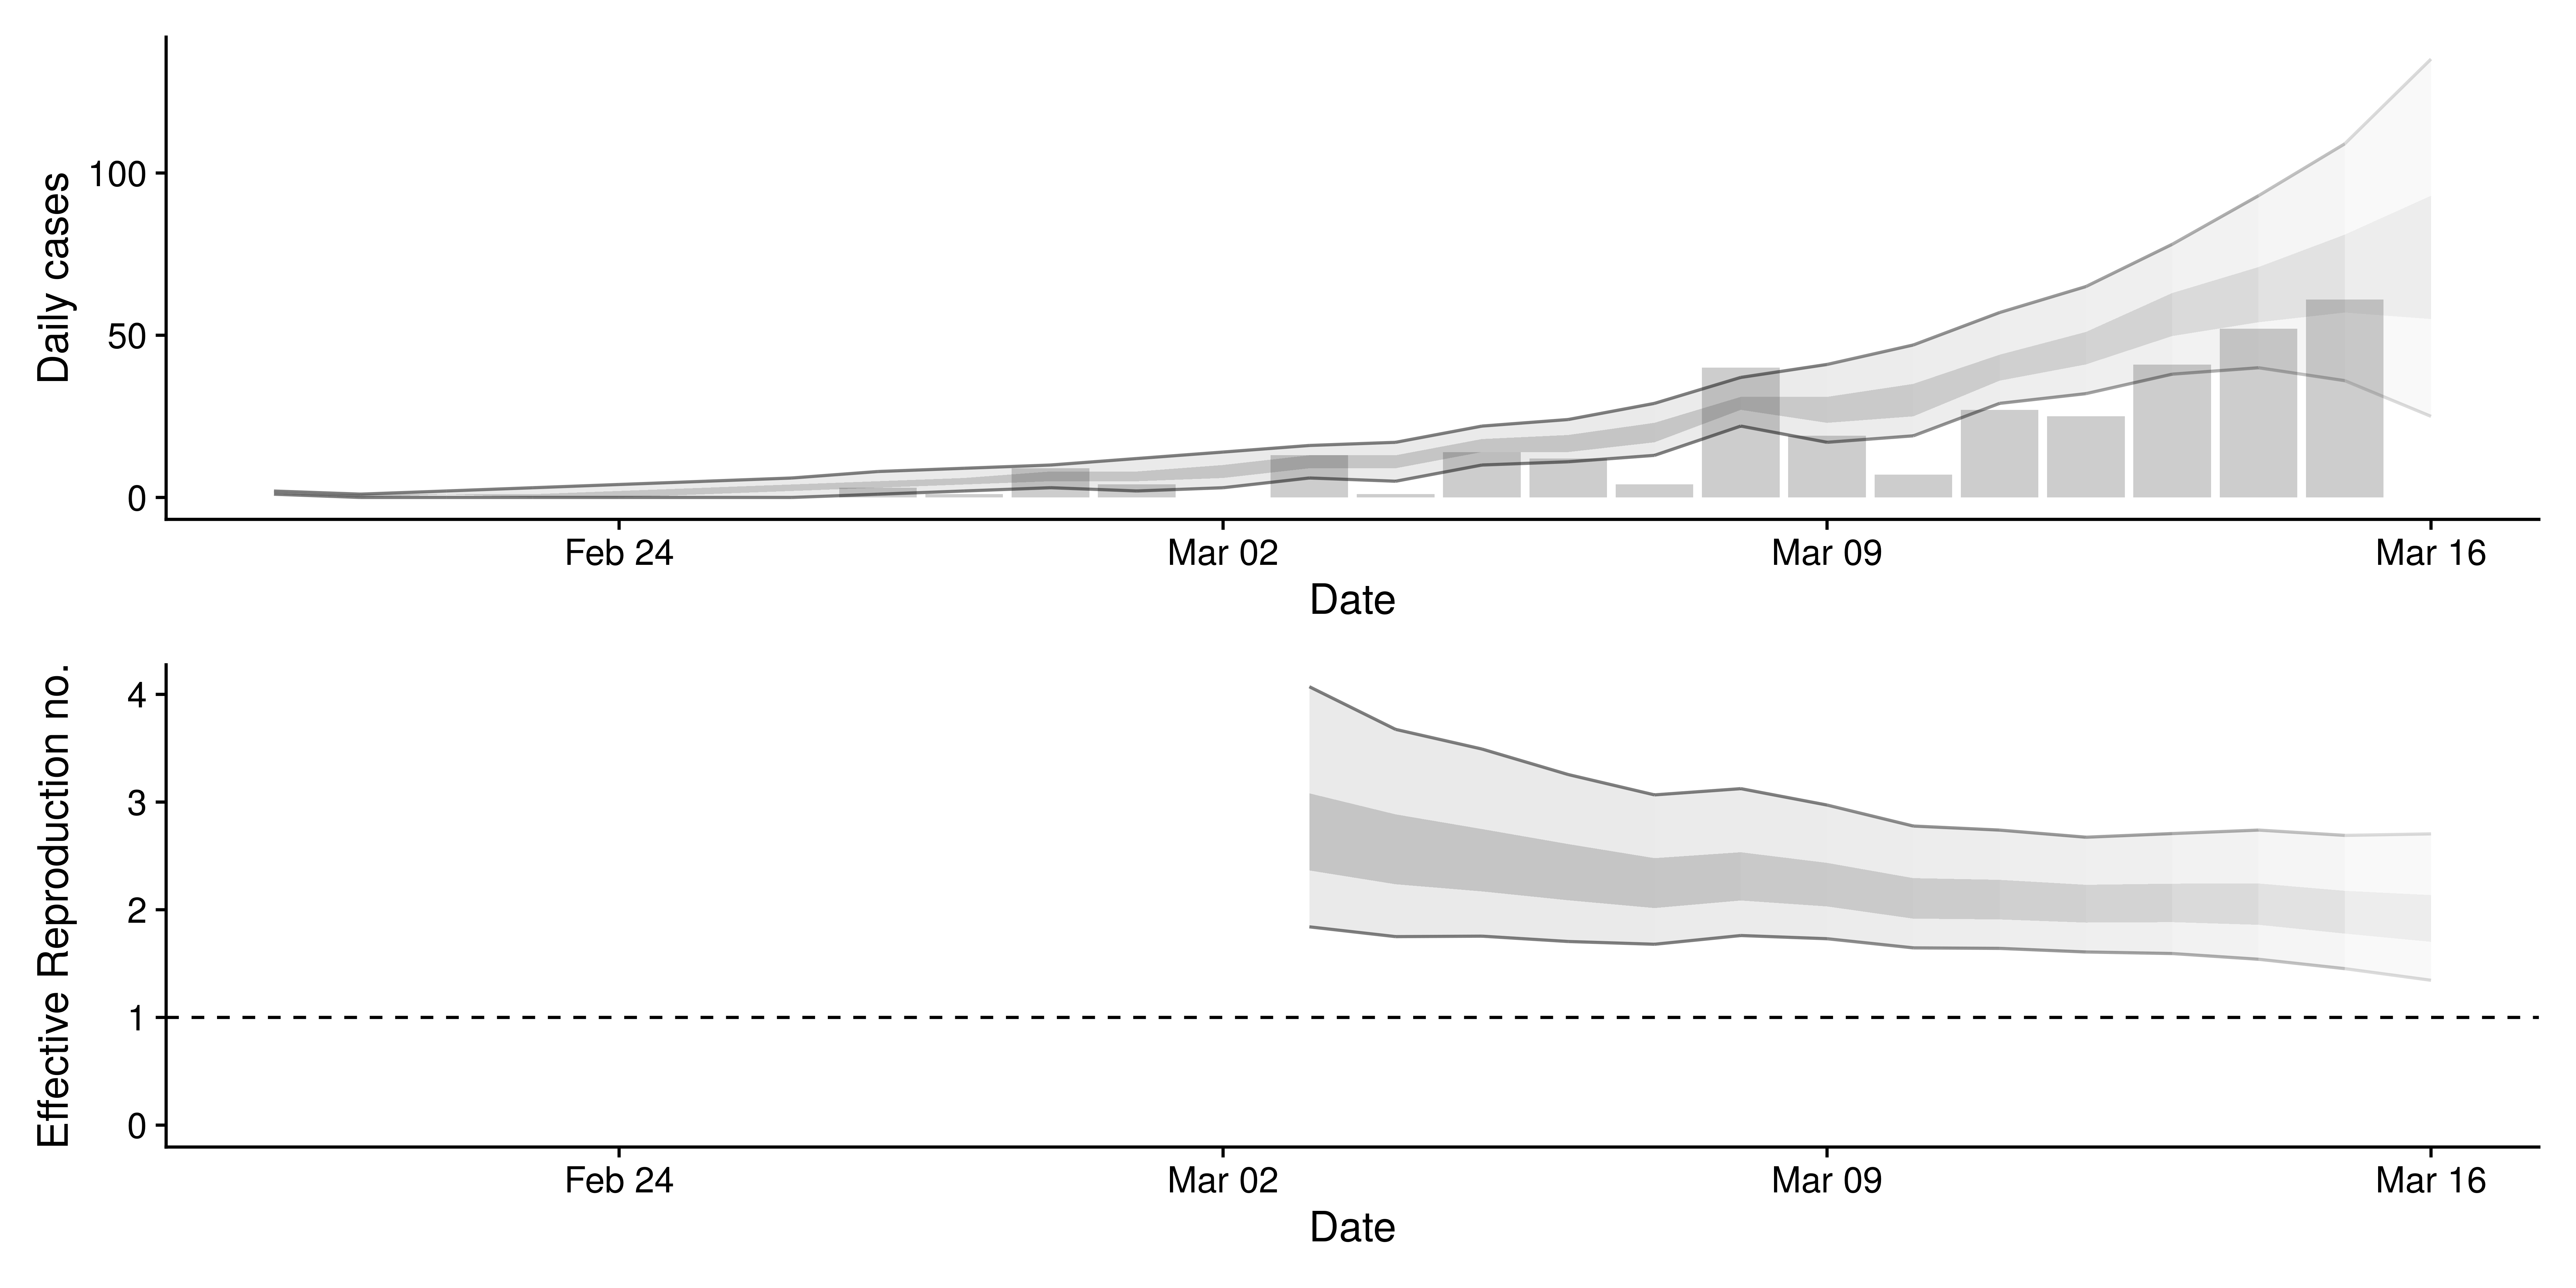 Daily cases
100
50
0
Feb 24 Mar 02 Mar 09 Mar 16
Date
Effective Reproduction no.
4
3
2
1
0
Feb 24 Mar 02 Mar 09 Mar 16
Date